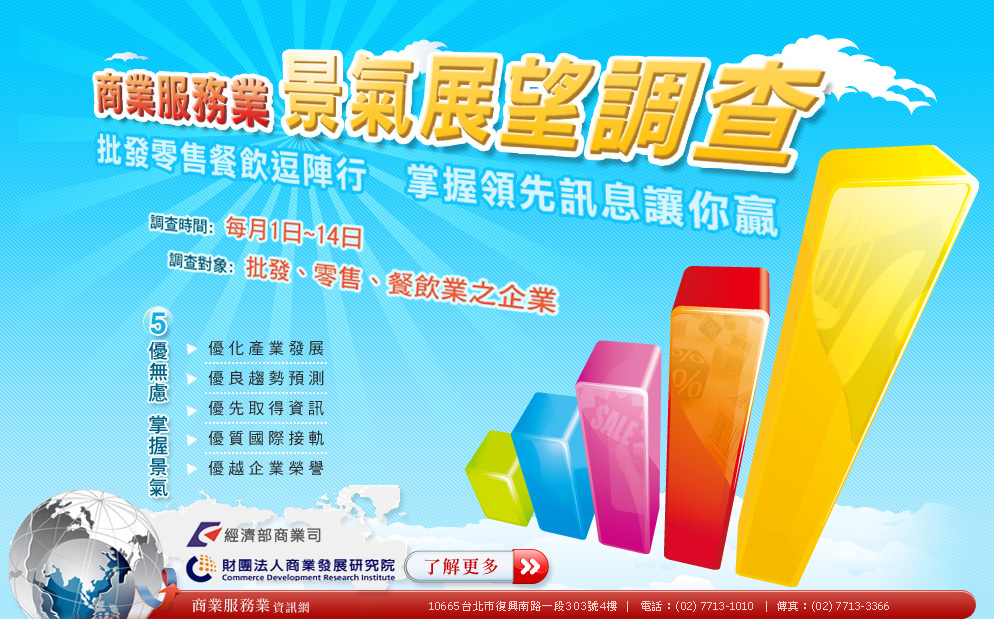 商業服務業 景氣展望調查
批發零售餐飲逗陣行 掌握領先訊息讓你贏
調查時間: 每月1日~14日
調查對象: 批發、零售、餐飲業之企業
5優無慮 掌握景氣
優化產業發展
優良趨勢預測
優先取得資訊
優質國際接軌
優越企業榮譽
%
SALE
經濟部商業司
財團法人商業發展研究院
Commerce Development Research Institute
了解更多
商業服務業資訊網
10665台北市復興南路一段303號4樓 | 電話：(02) 7713-1010 | 傳真：(02) 7713-3366